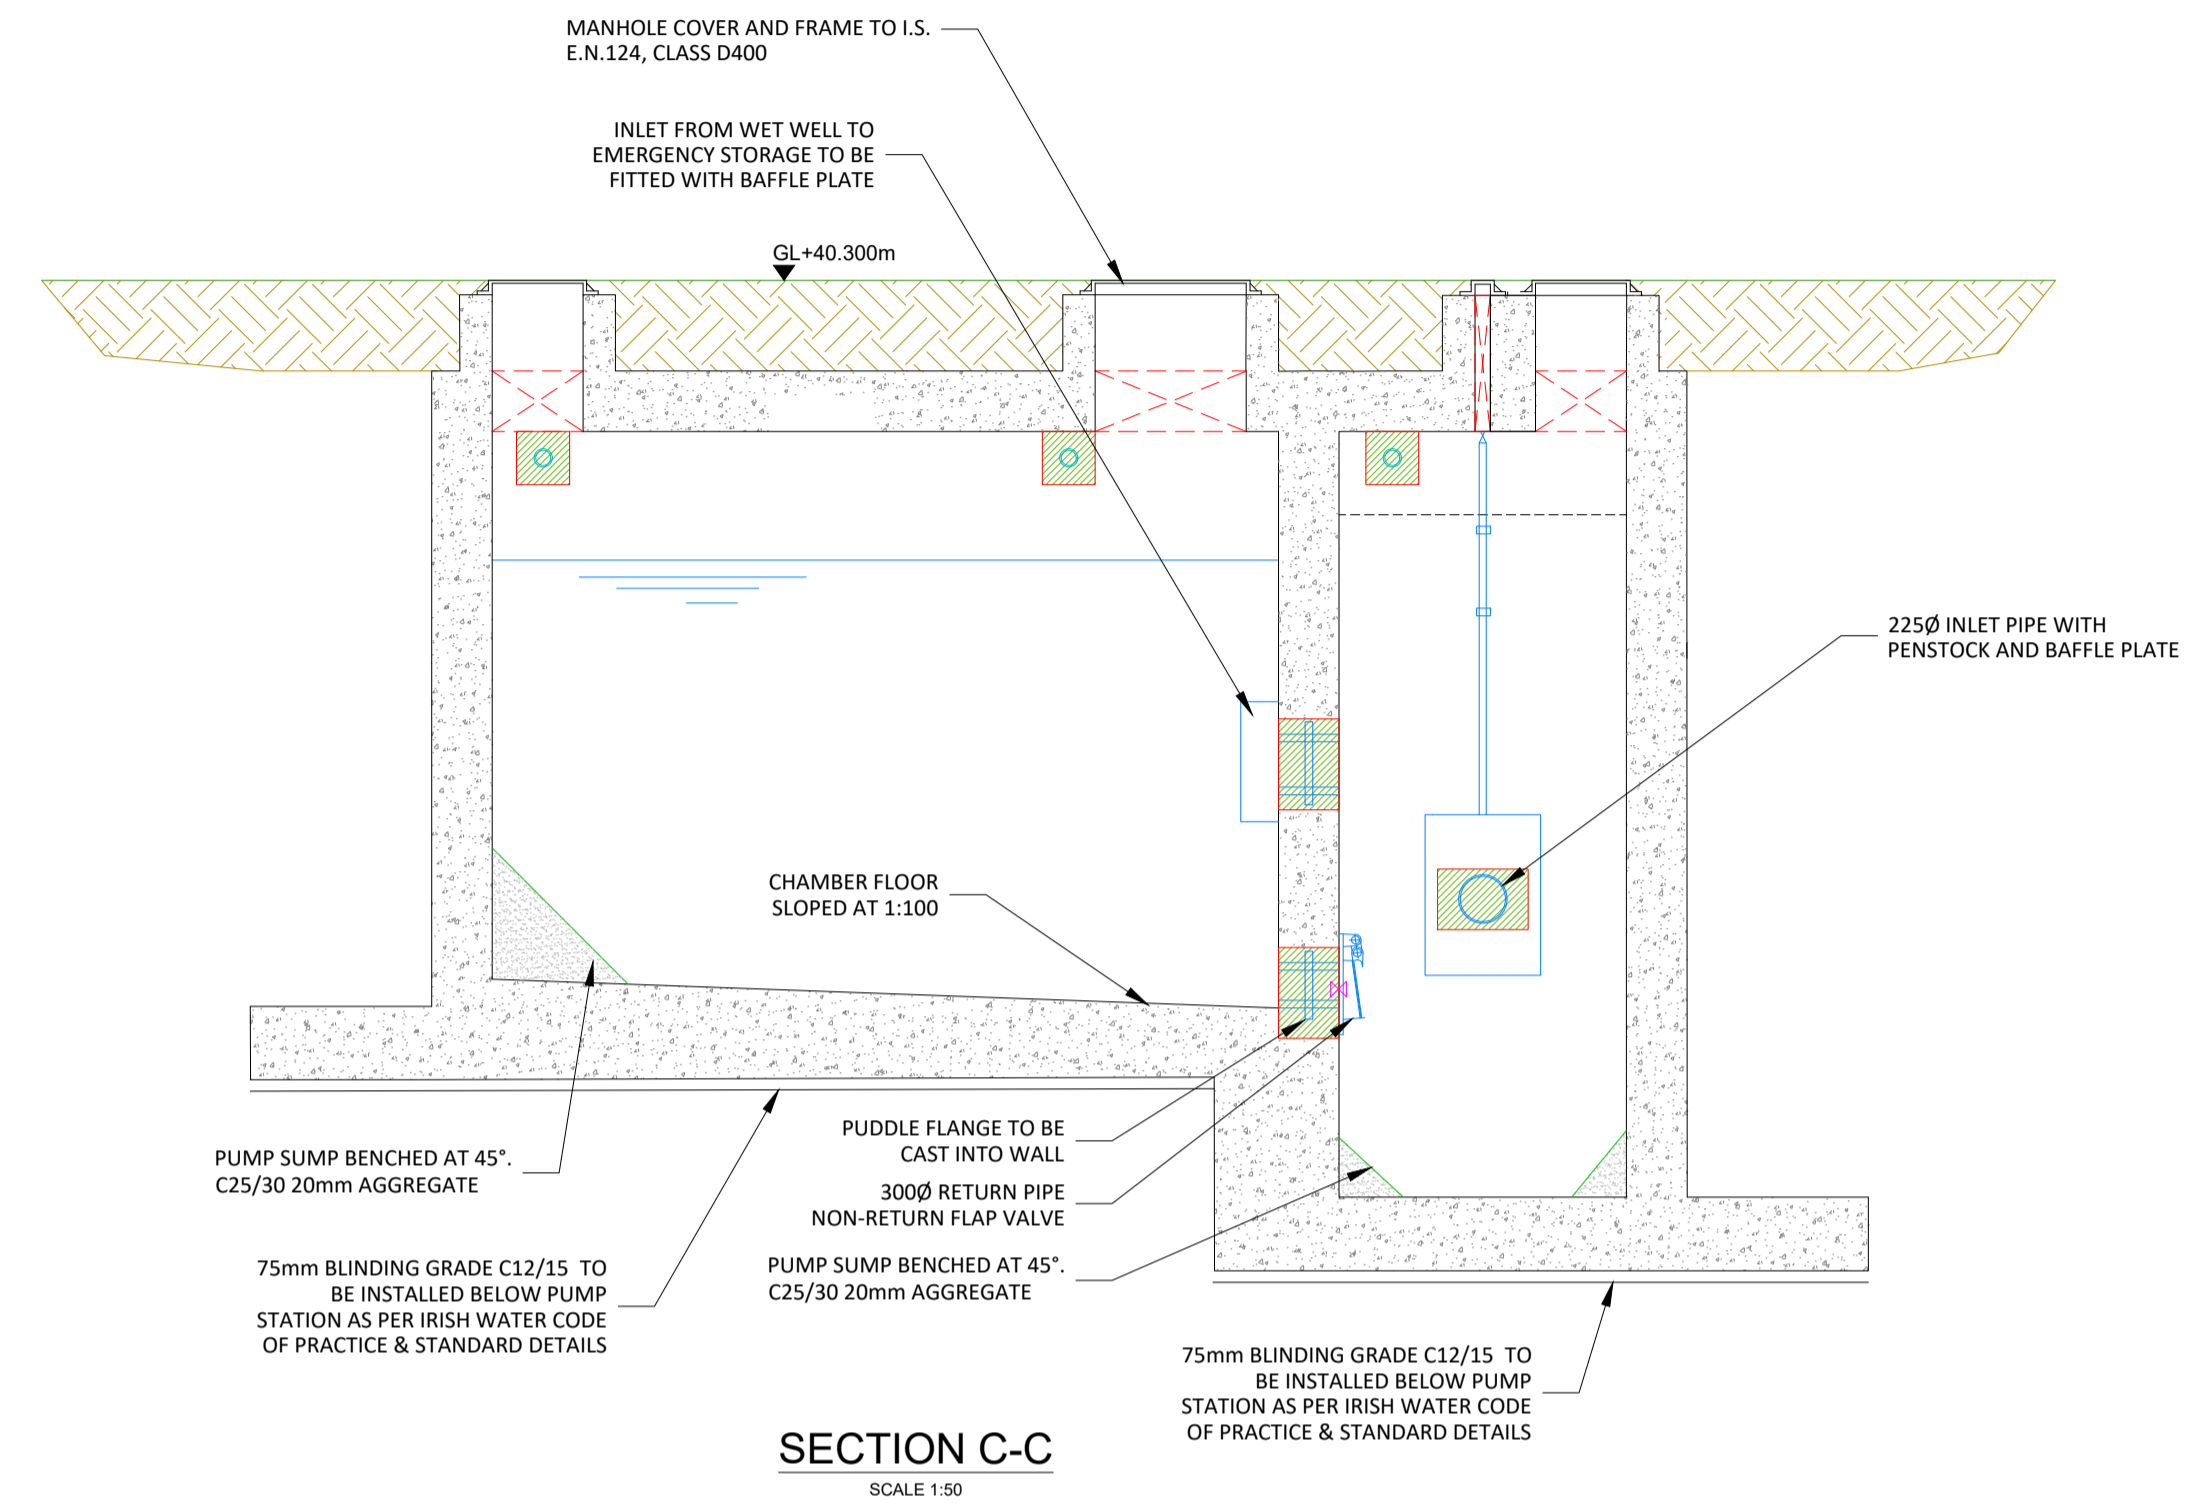 MANHOLE COVER AND FRAME TO I.S.
E.N.124, CLASS D400
INLET FROM WET WELL TO
EMERGENCY STORAGE TO BE
FITTED WITH BAFFLE PLATE
GL+40.300m
225Ø INLET PIPE WITH
PENSTOCK AND BAFFLE PLATE
CHAMBER FLOOR
SLOPED AT 1:100
PUMP SUMP BENCHED AT 45°.
C25/30 20mm AGGREGATE
PUDDLE FLANGE TO BE
CAST INTO WALL
300Ø RETURN PIPE
NON-RETURN FLAP VALVE
PUMP SUMP BENCHED AT 45°.
C25/30 20mm AGGREGATE
75mm BLINDING GRADE C12/15 TO
BE INSTALLED BELOW PUMP
STATION AS PER IRISH WATER CODE
OF PRACTICE & STANDARD DETAILS
75mm BLINDING GRADE C12/15 TO
BE INSTALLED BELOW PUMP
STATION AS PER IRISH WATER CODE
OF PRACTICE & STANDARD DETAILS
SECTION C-C
SCALE 1:50